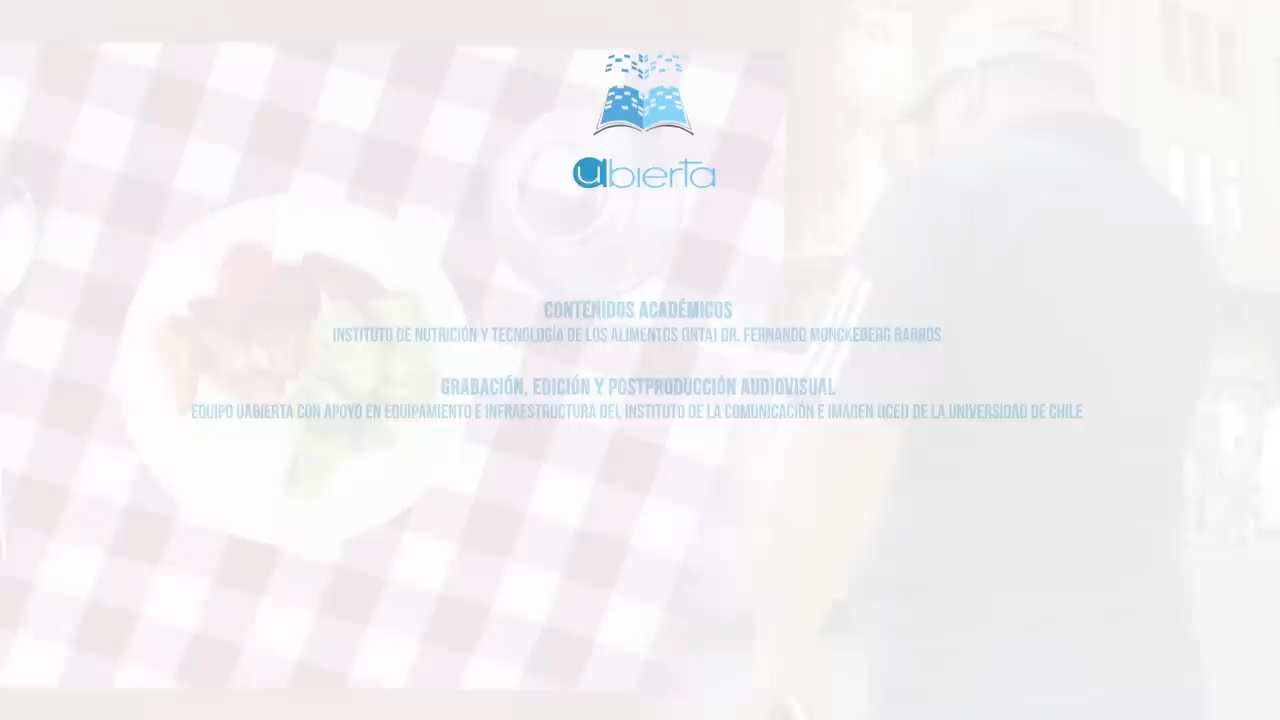 uabierta
CONTENIDOS ACADÉMICOS
INSTITUTO DE NUTRICIÓN Y TECNOLOGÍA DE LOS ALIMENTOS (INTA) DR. FERNANDO MONCKEBERG BARROS
GRABACIÓN, EDICIÓN Y POSTPRODUCCIÓN AUDIOVISUAL
EQUIPO UABIERTA CON APOYO EN EQUIPAMIENTO E INFRAESTRUCTURA DEL INSTITUTO DE LA COMUNICACIÓN E IMAGEN (ICEI) DE LA UNIVERSIDAD DE CHILE